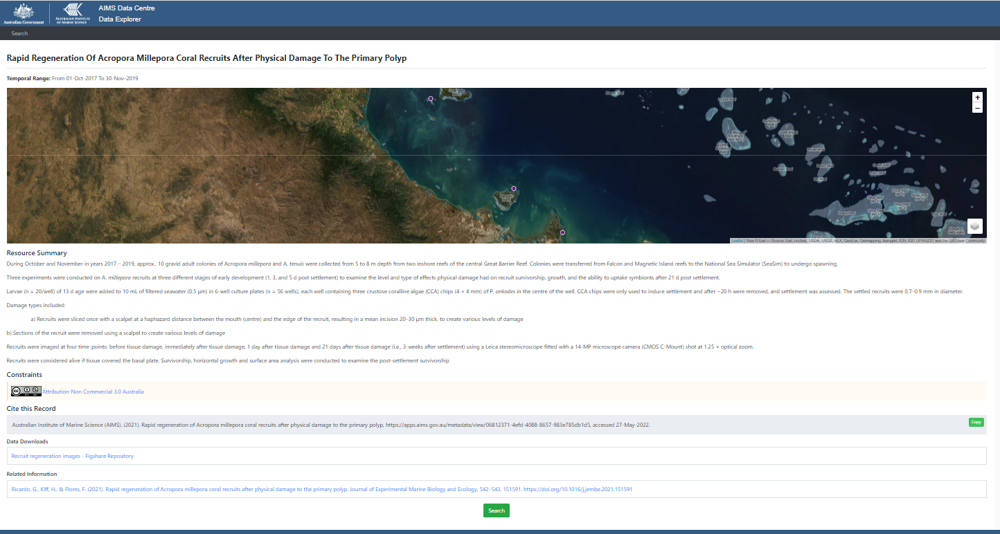 AIMS Data Centre
Data Explorer
Australian Government
AUSTRALIAN INSTITUTE
OF MARINE SCIENCE
Search
Rapid Regeneration Of Acropora Millepora Coral Recruits After Physical Damage To The Primary Polyp
Temporal Range: From 01-Oct-2017 To 30-Nov-2019
+
−
Leaflet | Tiles © Esri — Source: Esri, i-cubed, USDA, USGS, AEX, GeoEye, Getmapping, Aerogrid, IGN, IGP, UPR-EGP, and the GIS User Community
Resource Summary
During October and November in years 2017 – 2019, approx.. 10 gravid adult colonies of Acropora millepora and A. tenuis were collected from 5 to 8 m depth from two inshore reefs of the central Great Barrier Reef. Colonies were transferred from Falcon and Magnetic Island reefs to the National Sea Simulator (SeaSim) to undergo spawning.
Three experiments were conducted on A. millepora recruits at three different stages of early development (1, 3, and 5 d post settlement) to examine the level and type of effects physical damage had on recruit survivorship, growth, and the ability to uptake symbionts after 21 d post settlement.
Larvae (n = 20/well) of 13 d age were added to 10 mL of filtered seawater (0.5 μm) in 6-well culture plates (n = 56 wells), each well containing three crustose coralline algae (CCA) chips (4 × 4 mm) of P. onkodes in the centre of the well. CCA chips were only used to induce settlement and after ~20 h were removed, and settlement was assessed. The settled recruits were 0.7–0.9 mm in diameter.
Damage types included:
a) Recruits were sliced once with a scalpel at a haphazard distance between the mouth (centre) and the edge of the recruit, resulting in a mean incision 20–30 μm thick. to create various levels of damage
b) Sections of the recruit were removed using a scalpel to create various levels of damage
Recruits were imaged at four time-points: before tissue damage, immediately after tissue damage, 1 day after tissue damage and 21 days after tissue damage (i.e., 3-weeks after settlement) using a Leica stereomicroscope fitted with a 14-MP microscope camera (CMOS C-Mount) shot at 1.25 × optical zoom.
Recruits were considered alive if tissue covered the basal plate. Survivorship, horizontal growth and surface area analysis were conducted to examine the post-settlement survivorship
Constraints
Attribution-Non Commercial 3.0 Australia
Cite this Record
Australian Institute of Marine Science (AIMS). (2021). Rapid regeneration of Acropora millepora coral recruits after physical damage to the primary polyp, https://apps.aims.gov.au/metadata/view/06812371-4efd-4088-8657-983e785db1d5, accessed 27-May-2022.
Copy
Data Downloads
Recruit regeneration images - Figshare Repository
Related Information
Ricardo, G., Kiff, H., & Flores, F. (2021). Rapid regeneration of Acropora millepora coral recruits after physical damage to the primary polyp. Journal of Experimental Marine Biology and Ecology, 542–543, 151591. https://doi.org/10.1016/j.jembe.2021.151591
Search